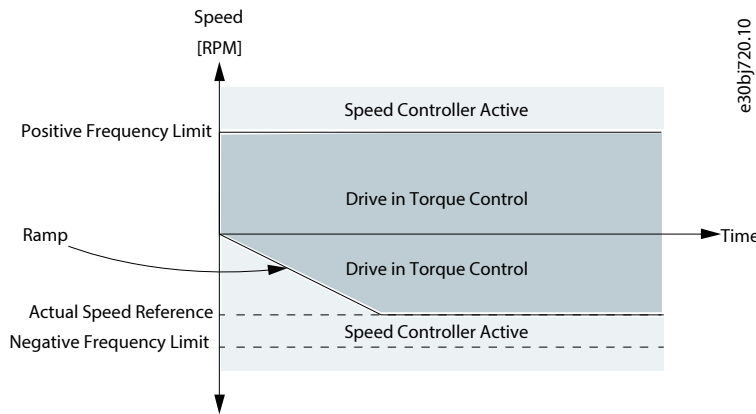 Speed
[RPM]
e30bj720.10
Speed Controller Active
Positive Frequency Limit
Drive in Torque Control
Ramp
Time
Drive in Torque Control
Actual Speed Reference
Speed Controller Active
Negative Frequency Limit